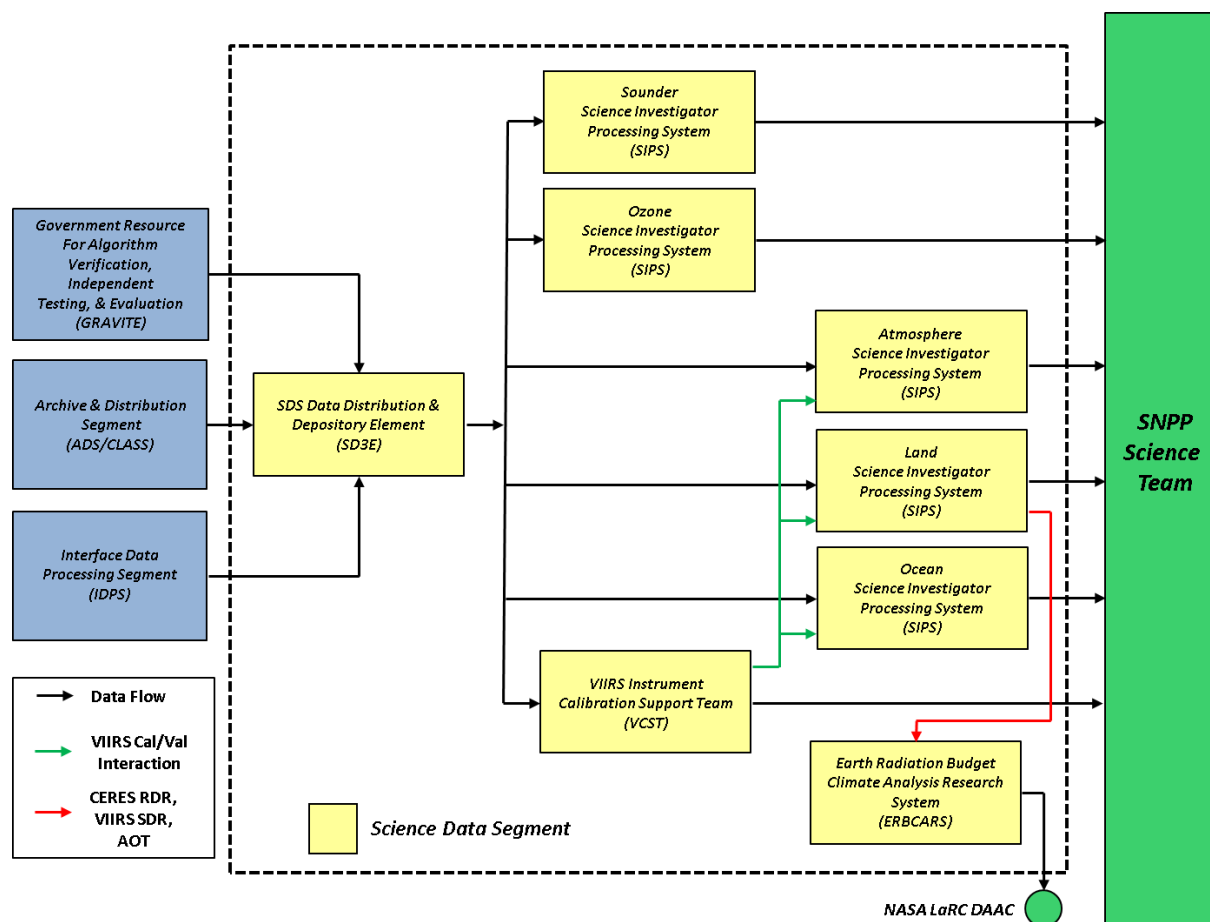 Sounder
Science Investigator
Processing System
(SIPS)
Ozone
Science Investigator
Processing System
(SIPS)
Government Resource
For Algorithm
Verification,
Independent
Testing, & Evaluation
(GRAVITE)
Archive & Distribution
Segment
(ADS/CLASS)
Interface Data
Processing Segment
(IDPS)
SDS Data Distribution &
Depository Element
(SD3E)
Atmosphere
Science Investigator
Processing System
(SIPS)
Land
Science Investigator
Processing System
(SIPS)
Ocean
Science Investigator
Processing System
(SIPS)
VIIRS Instrument
Calibration Support Team
(VCST)
Earth Radiation Budget
Climate Analysis Research
System
(ERBCARS)
SNPP
Science
Team
Data Flow
VIIRS Cal/Val
Interaction
CERES RDR,
VIIRS SDR,
AOT
Science Data Segment
NASA LaRC DAAC